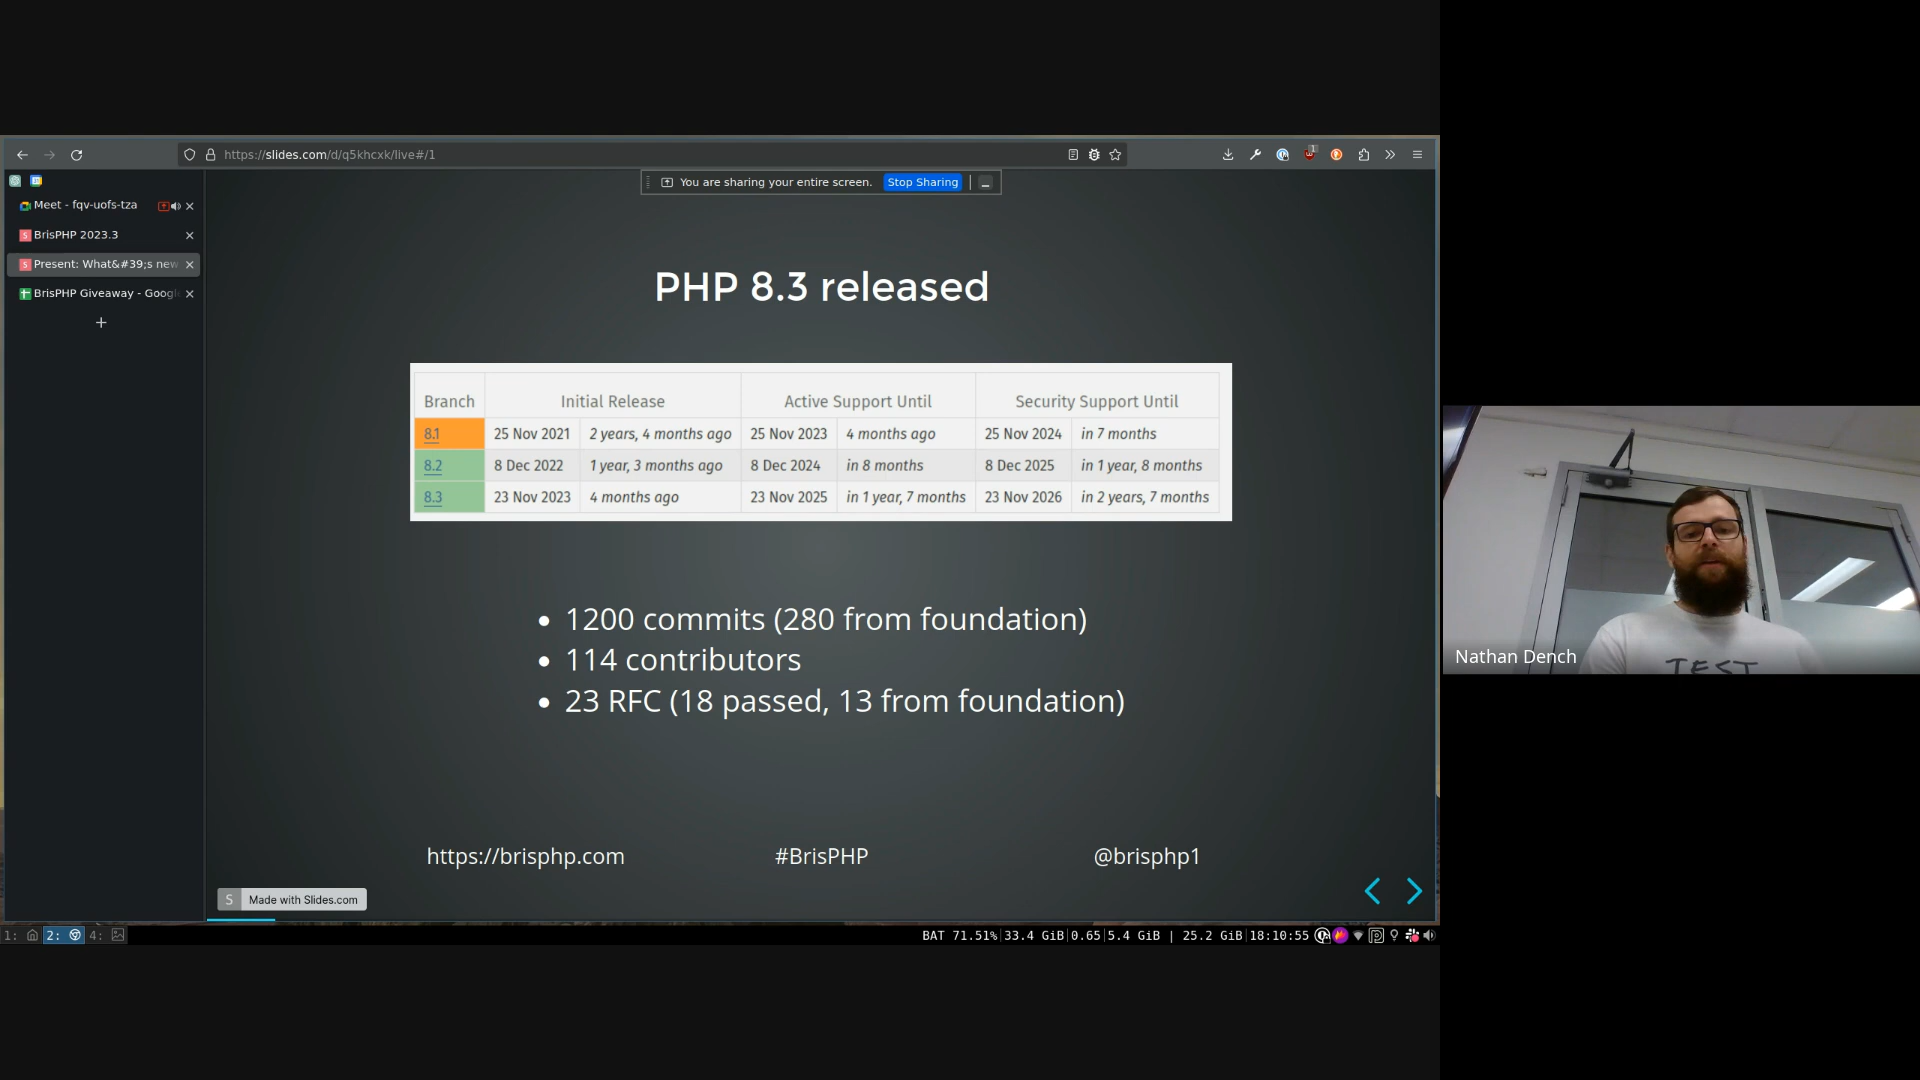 https://slides.com/d/q5khcxk/live#/1
1
You are sharing your entire screen. Stop Sharing
Meet - fqv-uofs-tza
BrisPHP 2023.3
Present: What&#39;s new
BrisPHP Giveaway - Googl
PHP 8.3 released
Branch Initial Release Active Support Until Security Support Until
8.1 25 Nov 2021 2 years, 4 months ago 25 Nov 2023 4 months ago 25 Nov 2024 in 7 months
8.2 8 Dec 2022 1 year, 3 months ago 8 Dec 2024 in 8 months 8 Dec 2025 in 1 year, 8 months
8.3 23 Nov 2023 4 months ago 23 Nov 2025 in 1 year, 7 months 23 Nov 2026 in 2 years, 7 months
• 1200 commits (280 from foundation)
• 114 contributors
• 23 RFC (18 passed, 13 from foundation)
https://brisphp.com #BrisPHP @brisphp1
S Made with Slides.com
1: 2: 4: BAT 71.51%|33.4 GiB|0.65|5.4 GiB | 25.2 GiB|18:10:55
TEST
Nathan Dench